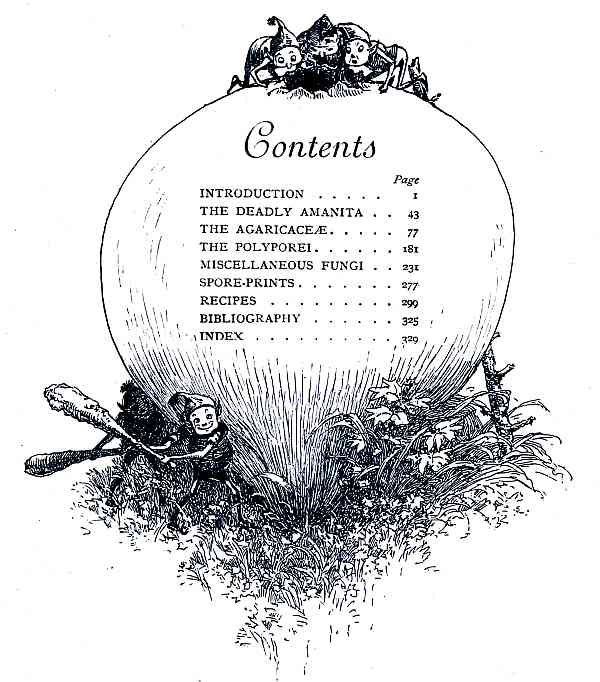 Contents
Page
INTRODUCTION . . . . . 1
THE DEADLY AMANITA . . 43
THE AGARICACEÆ. . . . . 77
THE POLYPOREI. . . . . . 181
MISCELLANEOUS FUNGI . . 231
SPORE-PRINTS. . . . . . . 277
RECIPES . . . . . . . . . 299
BIBLIOGRAPHY . . . . . . 325
INDEX . . . . . . . . . . 329